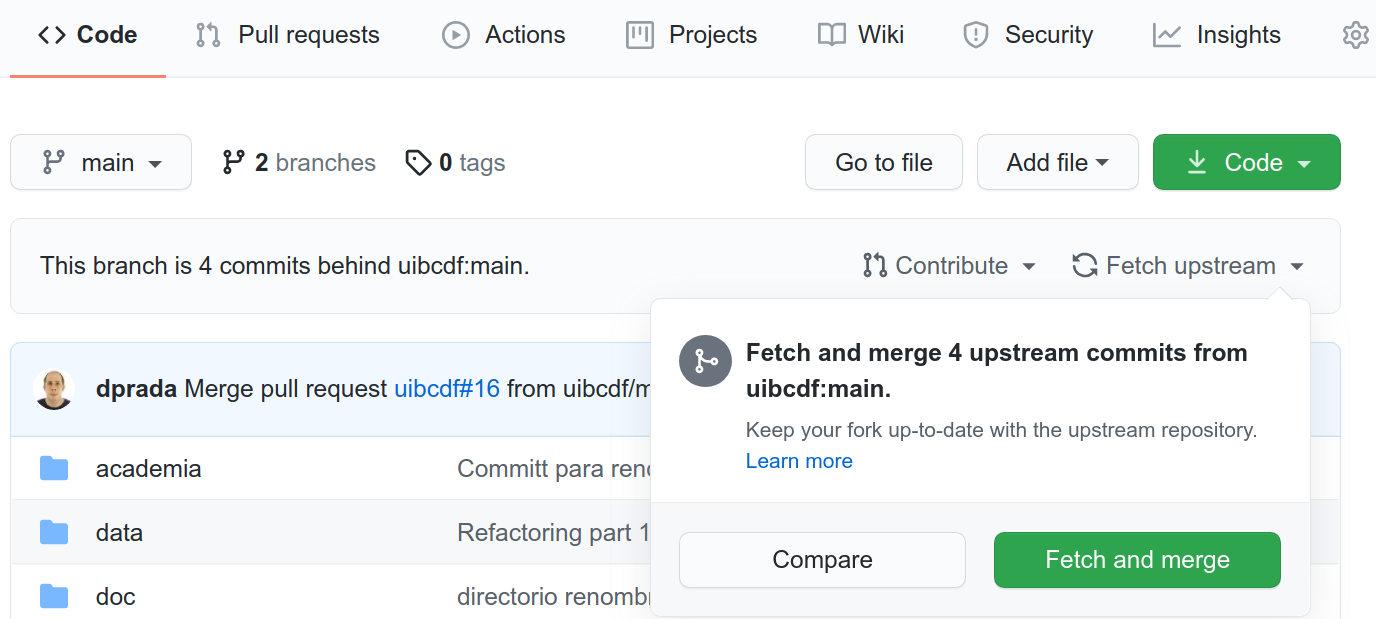 Code Pull requests Actions Projects Wiki Security Insights
main 2 branches 0 tags Go to file Add file Code
This branch is 4 commits behind uibcdf:main. Contribute Fetch upstream
Fetch and merge 4 upstream commits from
uibcdf:main.
Keep your fork up-to-date with the upstream repository.
Learn more
Compare Fetch and merge
dprada Merge pull request uibcdf#16 from uibcdf/m
academia Committ para reno
data Refactoring part 1
doc directorio renomb